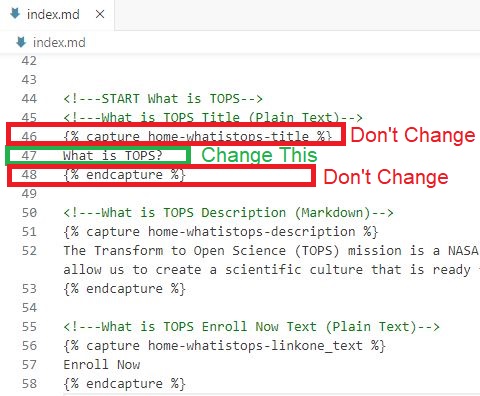 index.md ×
index.md
42
43
44 <!---START What is TOPS-->
45 <!---What is TOPS Title (Plain Text)-->
46 {% capture home-whatistops-title %} Don't Change
47 What is TOPS? Change This
48 {% endcapture %} Don't Change
49
50 <!---What is TOPS Description (Markdown)-->
51 {% capture home-whatistops-description %}
52 The Transform to Open Science (TOPS) mission is a NASA
allow us to create a scientific culture that is ready
53 {% endcapture %}
54
55 <!---What is TOPS Enroll Now Text (Plain Text)-->
56 {% capture home-whatistops-linkone_text %}
57 Enroll Now
58 {% endcapture %}